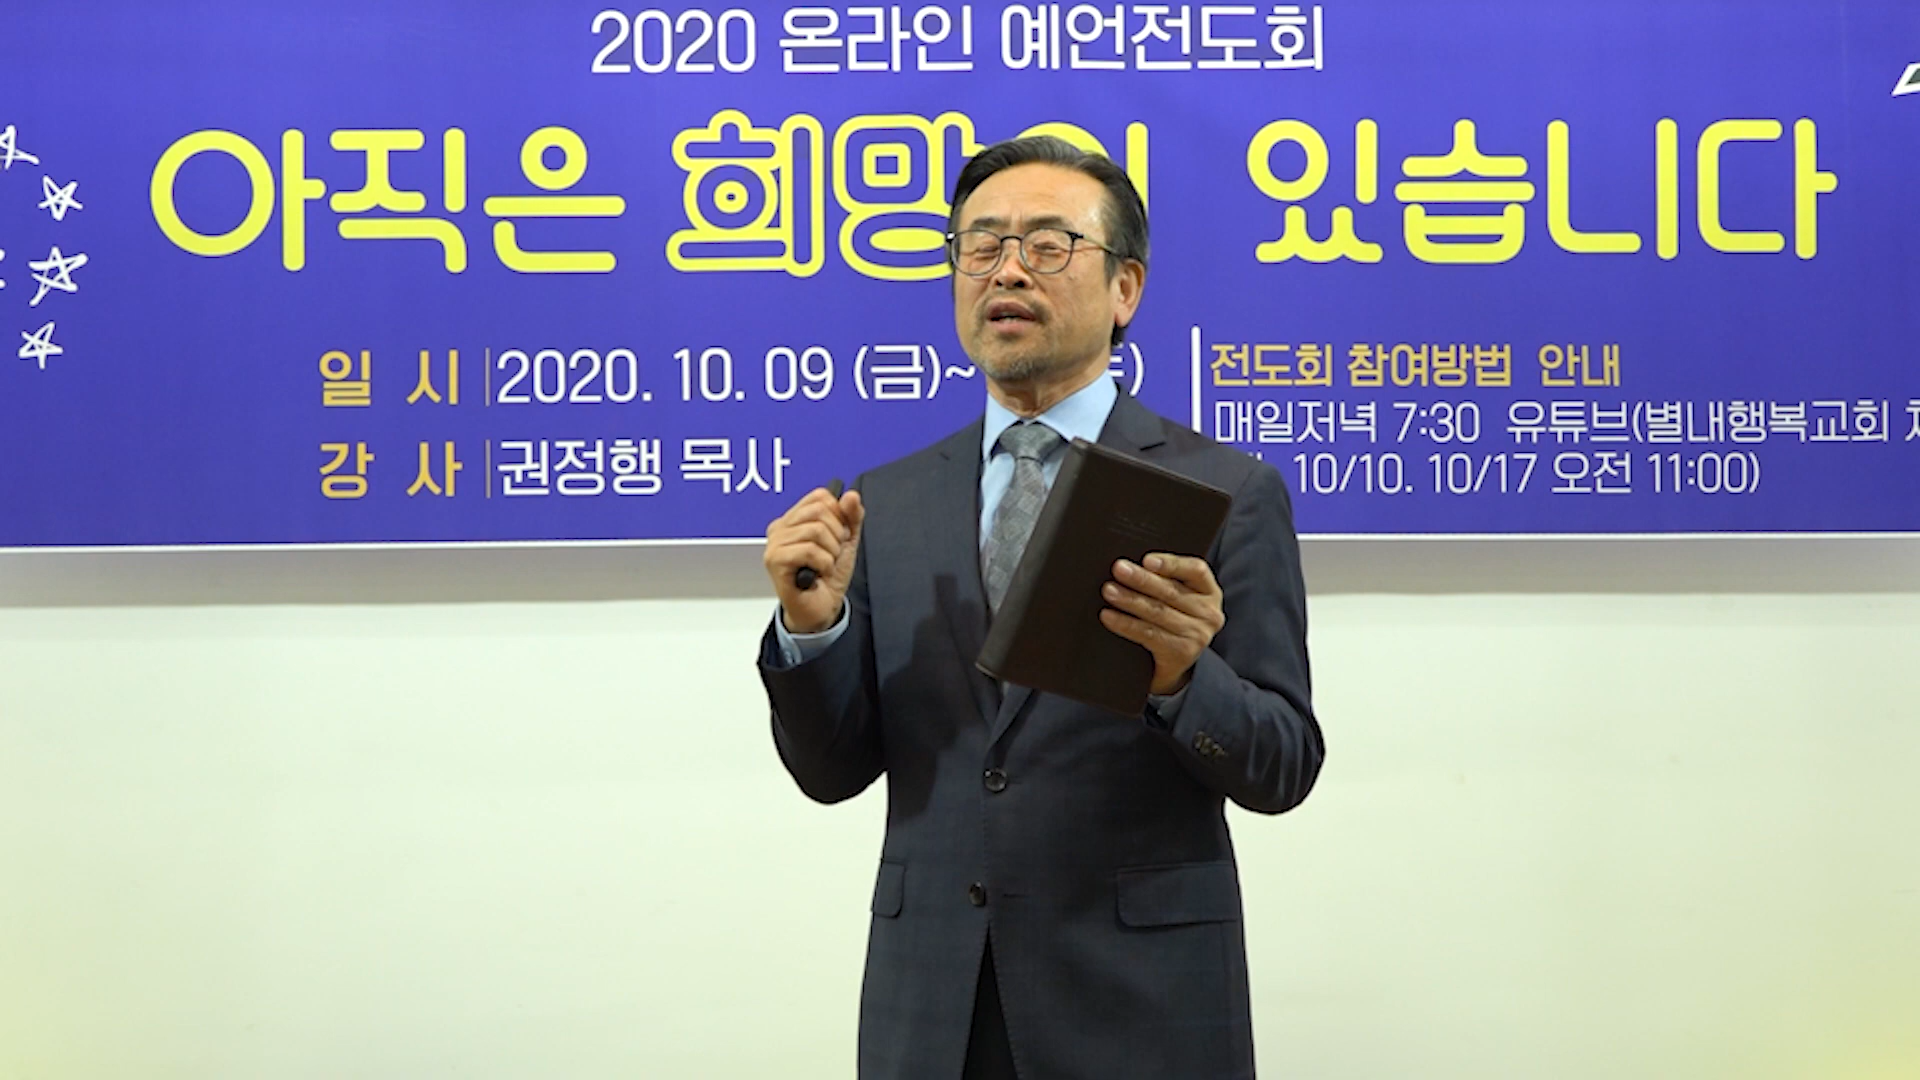 2020 온라인 예언전도회
아직은 희망이 있습니다
일 시 2020. 10. 09 (금)~
강 사 권정행 목사
전도회 참여방법 안내
매일저녁 7:30 유튜브(별내행복교회
10/10. 10/17 오전 11:00)